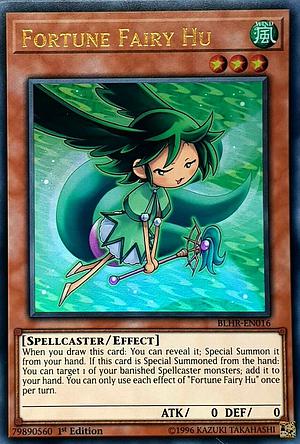 Fortune Fairy Hu
WIND
風
BLHR-EN016
[Spellcaster/Effect]
When you draw this card: You can reveal it; Special Summon it
from your hand. If this card is Special Summoned from the hand:
You can target 1 of your banished Spellcaster monsters; add it to
your hand. You can only use each effect of "Fortune Fairy Hu" once
per turn.
ATK/ 0 DEF/ 0
79890560 1st Edition ©1996 KAZUKI TAKAHASHI